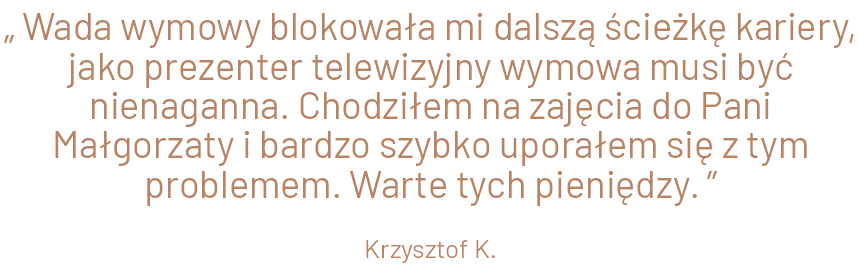 „ Wada wymowy blokowała mi dalszą ścieżkę kariery,
jako prezenter telewizyjny wymowa musi być
nienaganna. Chodziłem na zajęcia do Pani
Małgorzaty i bardzo szybko uporałem się z tym
problemem. Warte tych pieniędzy. ”
Krzysztof K.